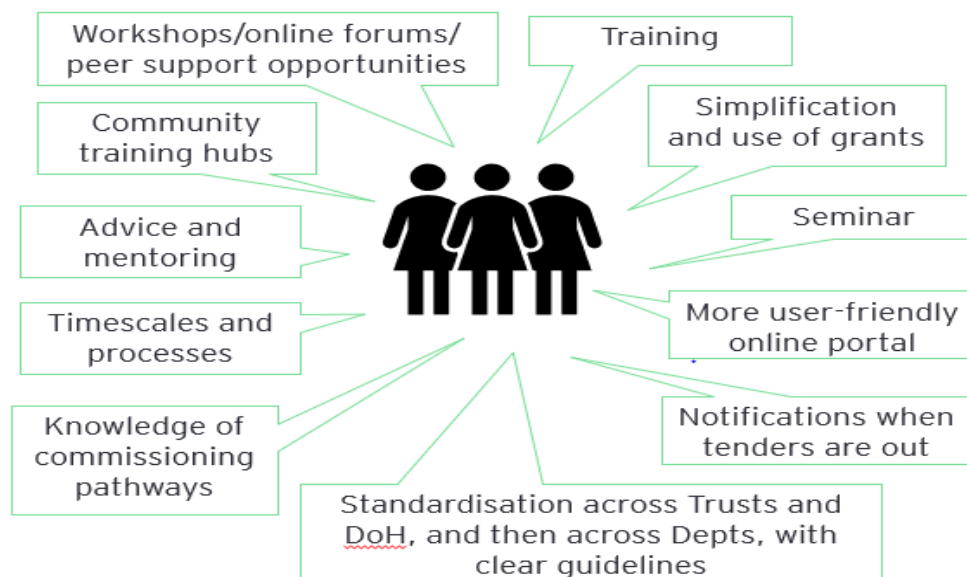 Workshops/online forums/
peer support opportunities
Training
Community
training hubs
Simplification
and use of grants
Advice and
mentoring
Seminar
Timescales and
processes
More user-friendly
online portal
Knowledge of
commissioning
pathways
Notifications when
tenders are out
Standardisation across Trusts and
DoH, and then across Depts, with
clear guidelines